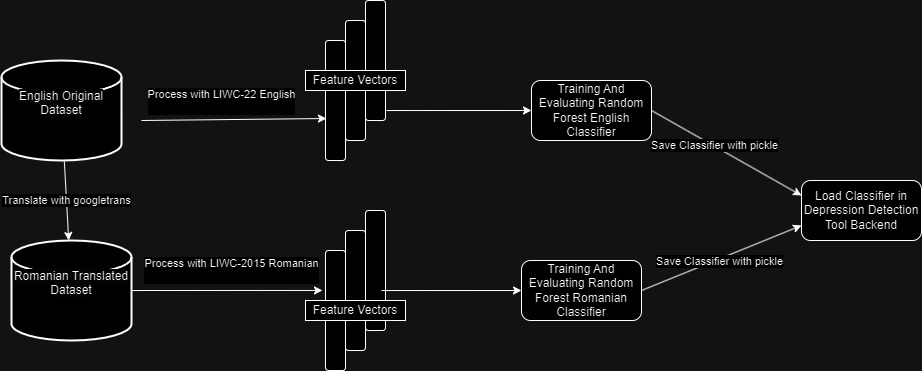 English Original
Dataset
Process with LIWC-22 English
Feature Vectors
Training And
Evaluating Random
Forest English
Classifier
Save Classifier with pickle
Translate with googletrans
Load Classifier in
Depression Detection
Tool Backend
Romanian Translated
Dataset
Process with LIWC-2015 Romanian
Feature Vectors
Training And
Evaluating Random
Forest Romanian
Classifier
Save Classifier with pickle